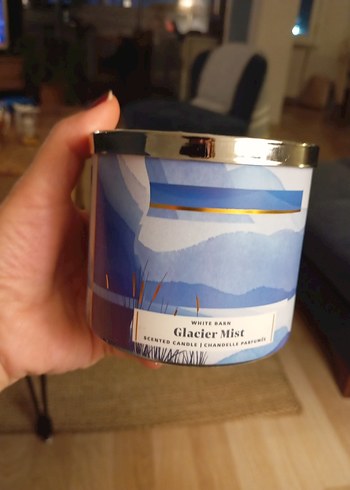 WHITE BARN
Glacier Mist
SCENTED CANDLE | CHANDELLE PARFUMÉE